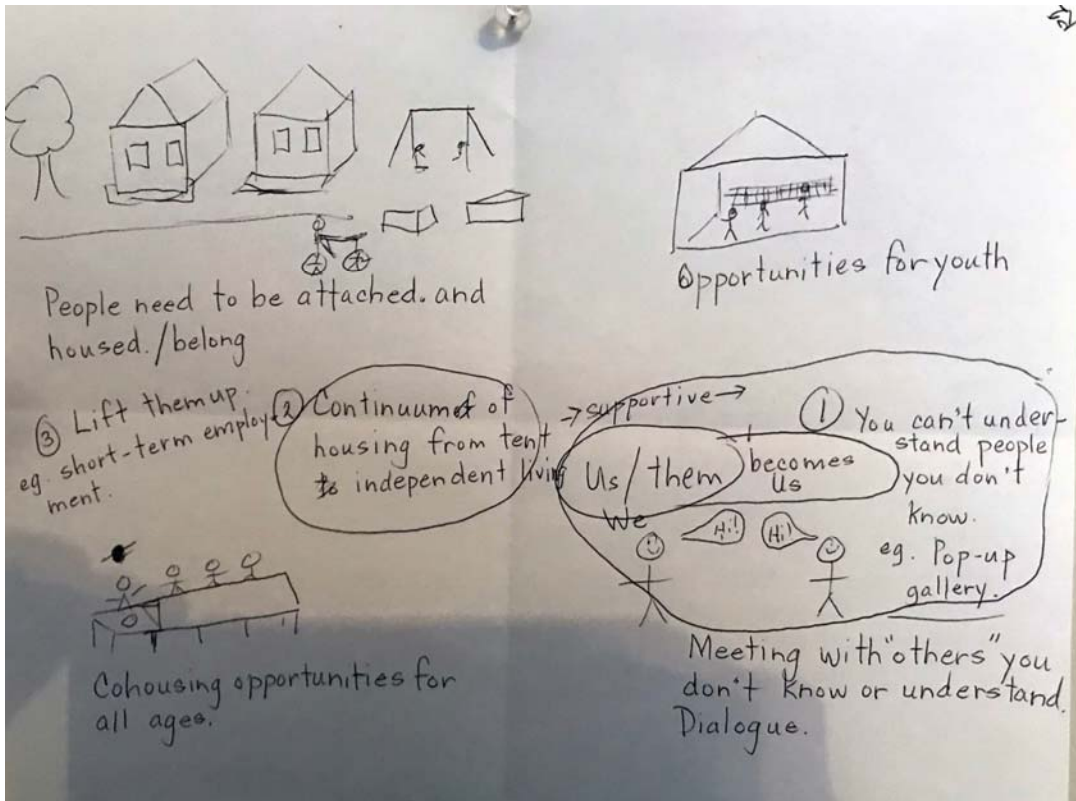 R2
People need to be attached. and
housed./belong
Opportunities for youth
③ Lift them up.
eg. short-term employ-
ment.
② Continuum of
housing from tent
to independent living
→ supportive →
Us/them
We
becomes
Us
① You can't under-
stand people
you don't
know.
eg. Pop-up
gallery.
Hi!
Hi!
Cohousing opportunities for
all ages.
Meeting with "others" you
don't know or understand.
Dialogue.